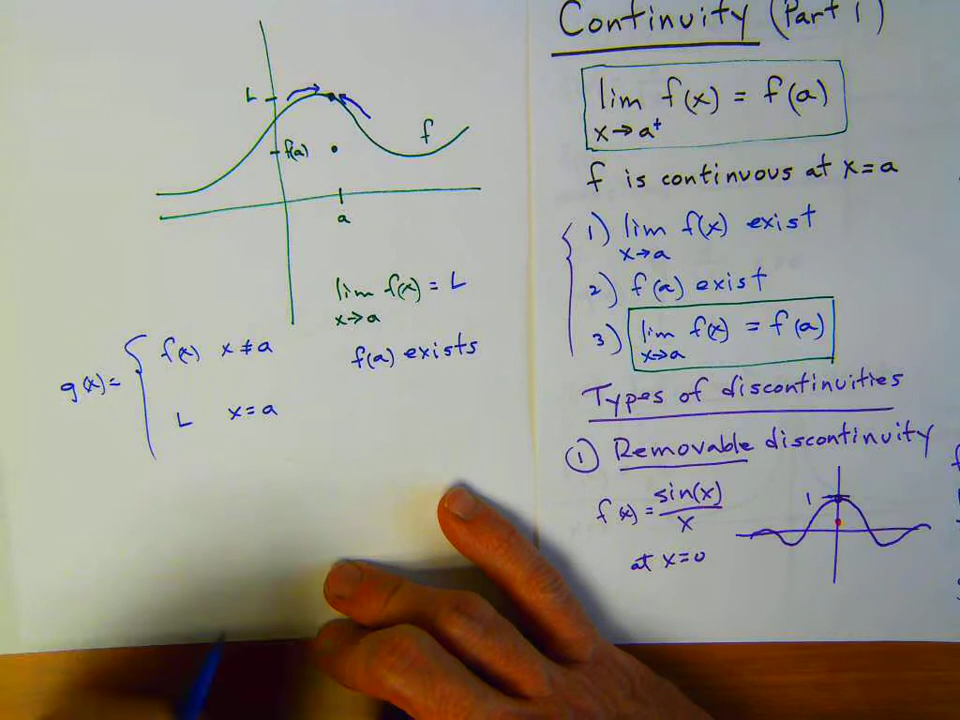 L
f(a)
f
a
lim f(x) = L
x→a
f(a) exists
g(x) = { f(x) x ≠ a
L x = a
Continuity (Part 1)
lim f(x) = f(a)
x→a⁺
f is continuous at x = a
1) lim f(x) exist
x→a
2) f(a) exist
3) lim f(x) = f(a)
x→a
Types of discontinuities
① Removable discontinuity
f(x) = sin(x)
x
at x=0
1